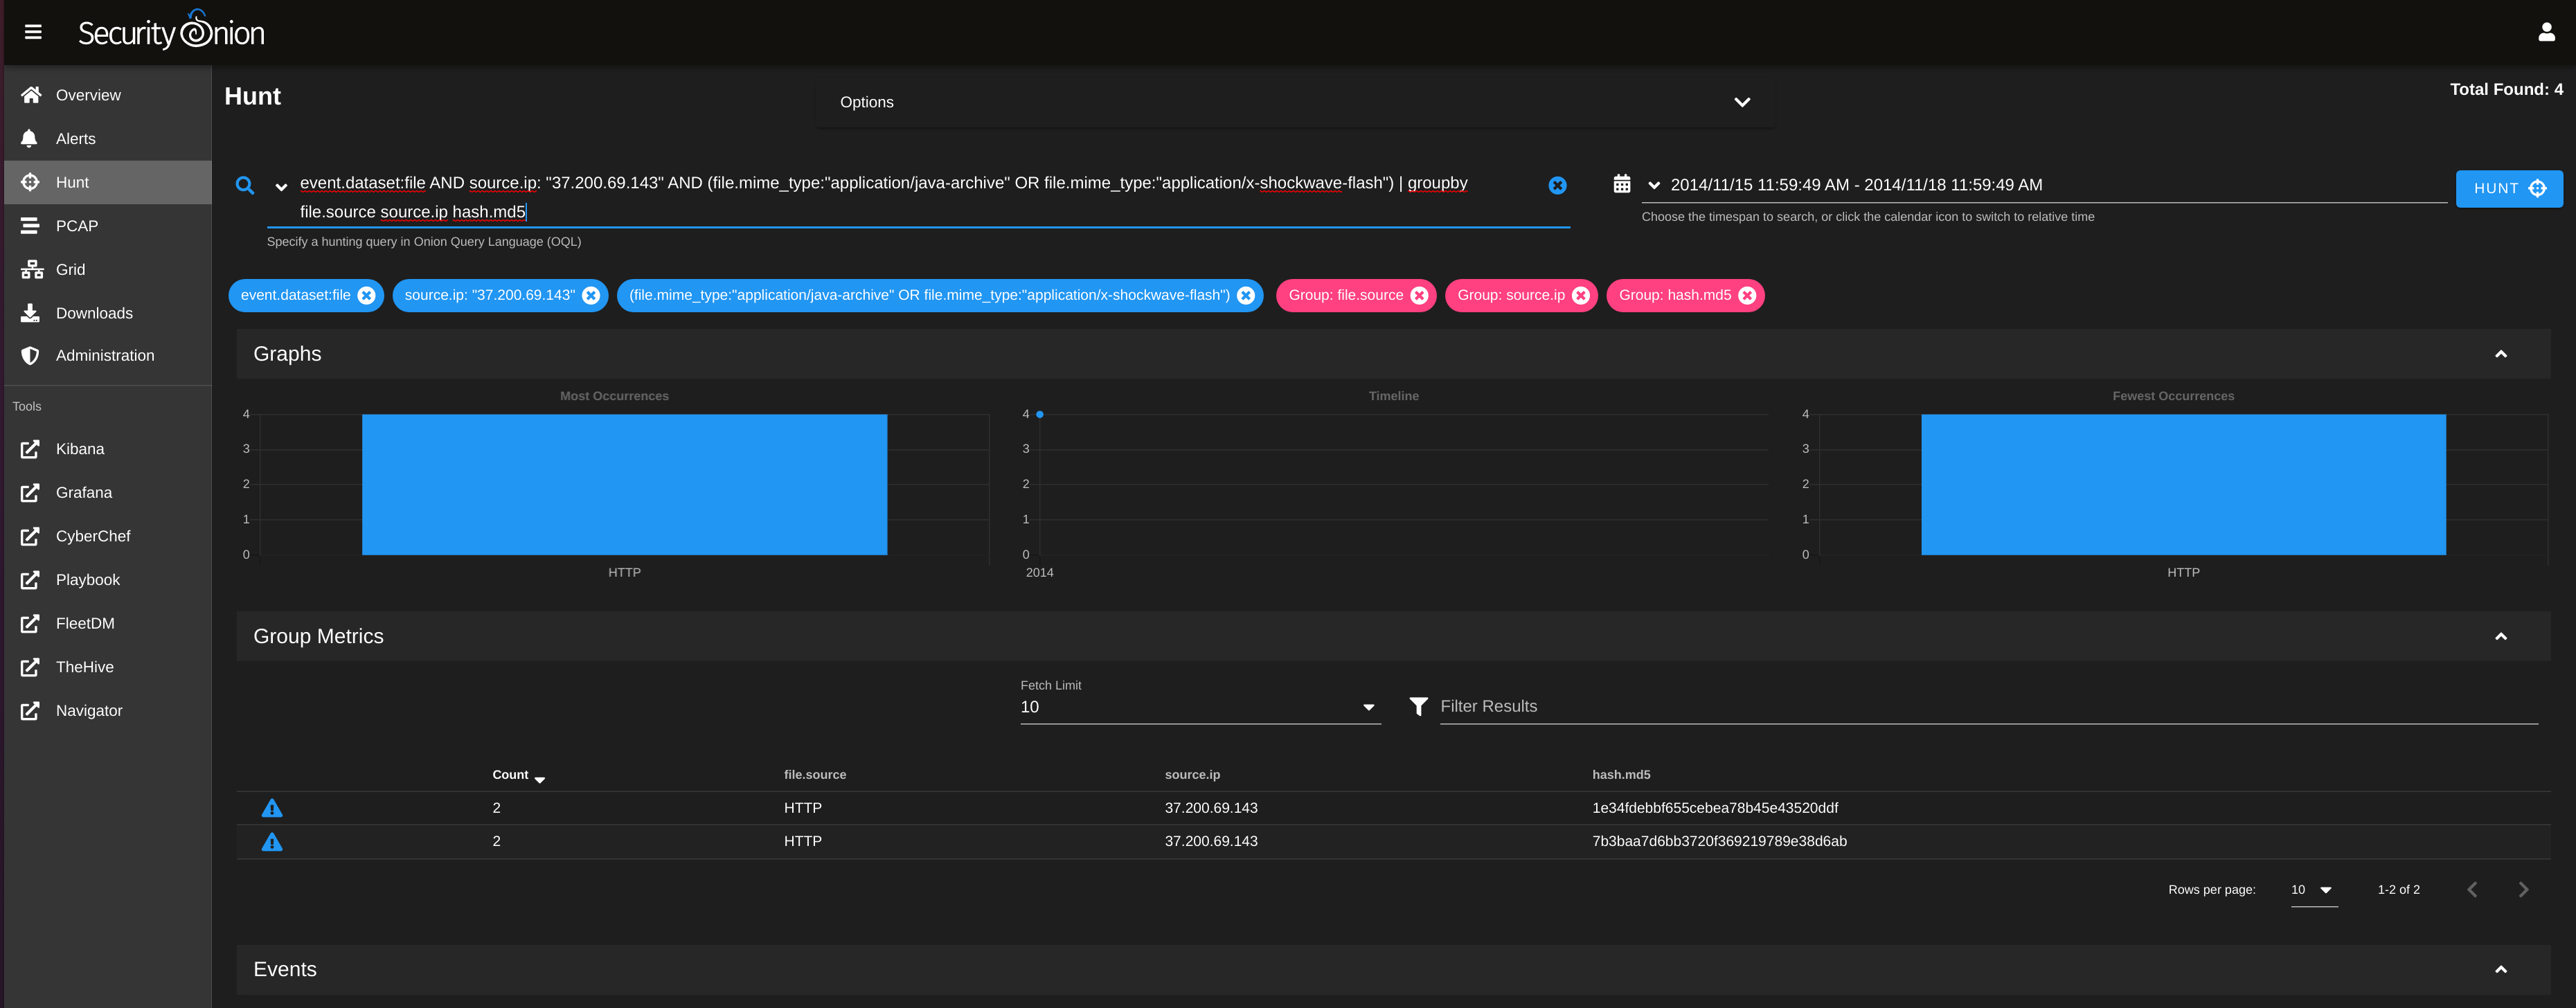 Security Onion
Overview
Alerts
Hunt
PCAP
Grid
Downloads
Administration
Tools
Kibana
Grafana
CyberChef
Playbook
FleetDM
TheHive
Navigator
Hunt
Options
Total Found: 4
event.dataset:file AND source.ip: "37.200.69.143" AND (file.mime_type:"application/java-archive" OR file.mime_type:"application/x-shockwave-flash") | groupby
file.source source.ip hash.md5
Specify a hunting query in Onion Query Language (OQL)
2014/11/15 11:59:49 AM - 2014/11/18 11:59:49 AM
Choose the timespan to search, or click the calendar icon to switch to relative time
HUNT
event.dataset:file source.ip: "37.200.69.143" (file.mime_type:"application/java-archive" OR file.mime_type:"application/x-shockwave-flash") Group: file.source Group: source.ip Group: hash.md5
Graphs
Most Occurrences
4
3
2
1
0
HTTP
Timeline
4
3
2
1
0
2014
Fewest Occurrences
4
3
2
1
0
HTTP
Group Metrics
Fetch Limit
10
Filter Results
Count file.source source.ip hash.md5
2 HTTP 37.200.69.143 1e34fdebbf655cebea78b45e43520ddf
2 HTTP 37.200.69.143 7b3baa7d6bb3720f369219789e38d6ab
Rows per page: 10 1-2 of 2
Events